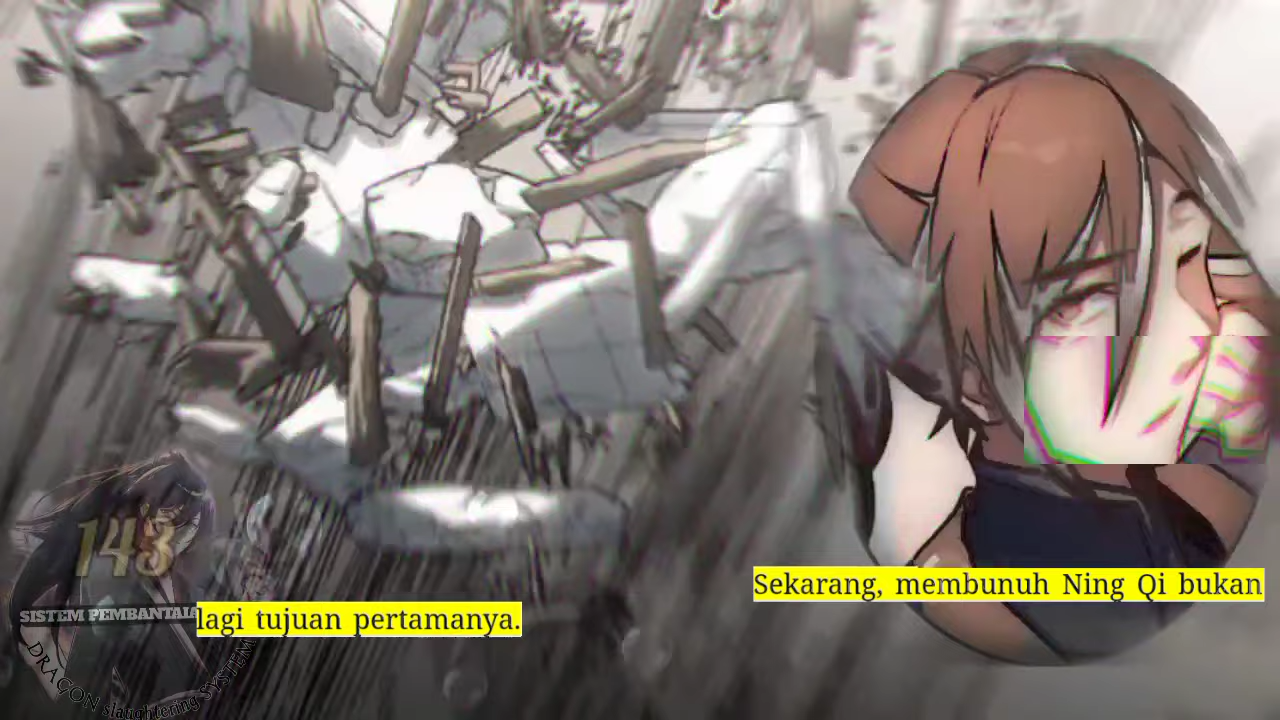 Sekarang, membunuh Ning Qi bukan
lagi tujuan pertamanya.
143
SISTEM PEMBANTAIA
DRAGON slaughtering SYSTEM